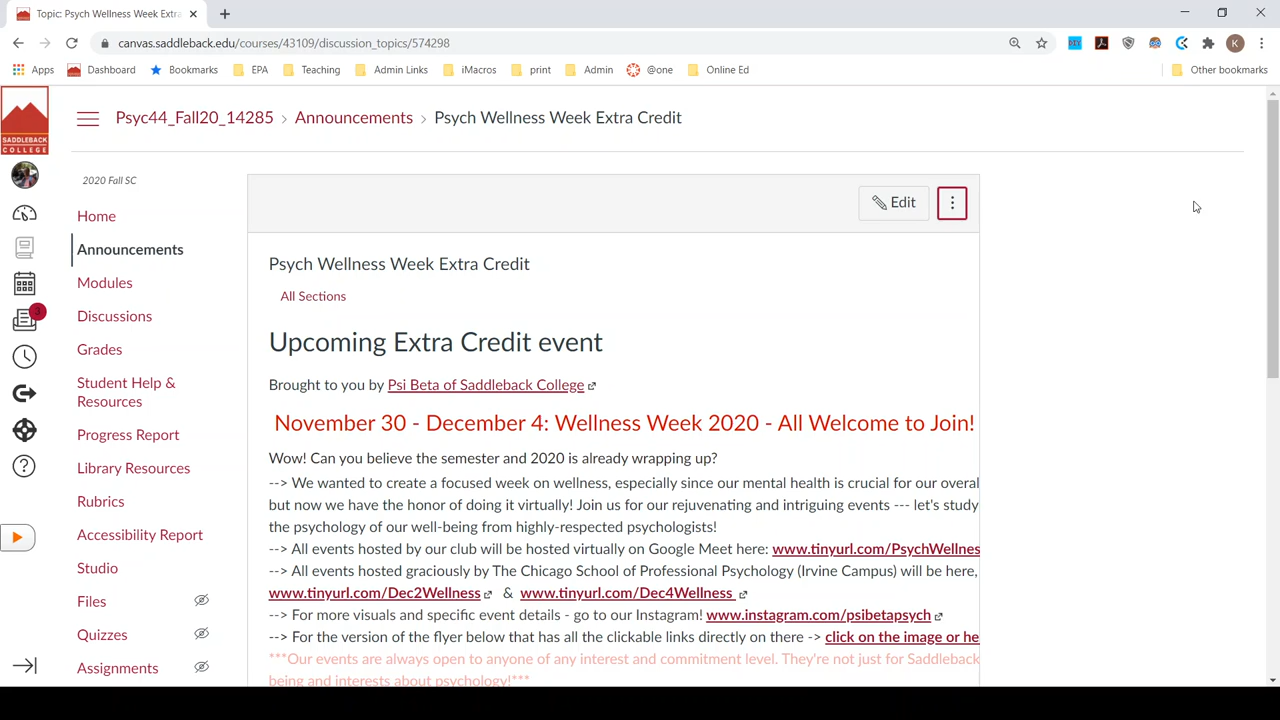 Topic: Psych Wellness Week Extra
canvas.saddleback.edu/courses/43109/discussion_topics/574298
K
Apps Dashboard Bookmarks EPA Teaching Admin Links iMacros print Admin @one Online Ed Other bookmarks
SADDLEBACK
COLLEGE
Psyc44_Fall20_14285 › Announcements › Psych Wellness Week Extra Credit
2020 Fall SC
Home
Announcements
Modules
Discussions
Grades
Student Help &
Resources
Progress Report
Library Resources
Rubrics
Accessibility Report
Studio
Files
Quizzes
Assignments
3
Edit
Psych Wellness Week Extra Credit
All Sections
Upcoming Extra Credit event
Brought to you by Psi Beta of Saddleback College
November 30 - December 4: Wellness Week 2020 - All Welcome to Join!
Wow! Can you believe the semester and 2020 is already wrapping up?
--> We wanted to create a focused week on wellness, especially since our mental health is crucial for our overal
but now we have the honor of doing it virtually! Join us for our rejuvenating and intriguing events --- let's study
the psychology of our well-being from highly-respected psychologists!
--> All events hosted by our club will be hosted virtually on Google Meet here: www.tinyurl.com/PsychWellnes
--> All events hosted graciously by The Chicago School of Professional Psychology (Irvine Campus) will be here,
www.tinyurl.com/Dec2Wellness & www.tinyurl.com/Dec4Wellness
--> For more visuals and specific event details - go to our Instagram! www.instagram.com/psibetapsych
--> For the version of the flyer below that has all the clickable links directly on there -> click on the image or he
***Our events are always open to anyone of any interest and commitment level. They're not just for Saddleback
being and interests about psychology!***